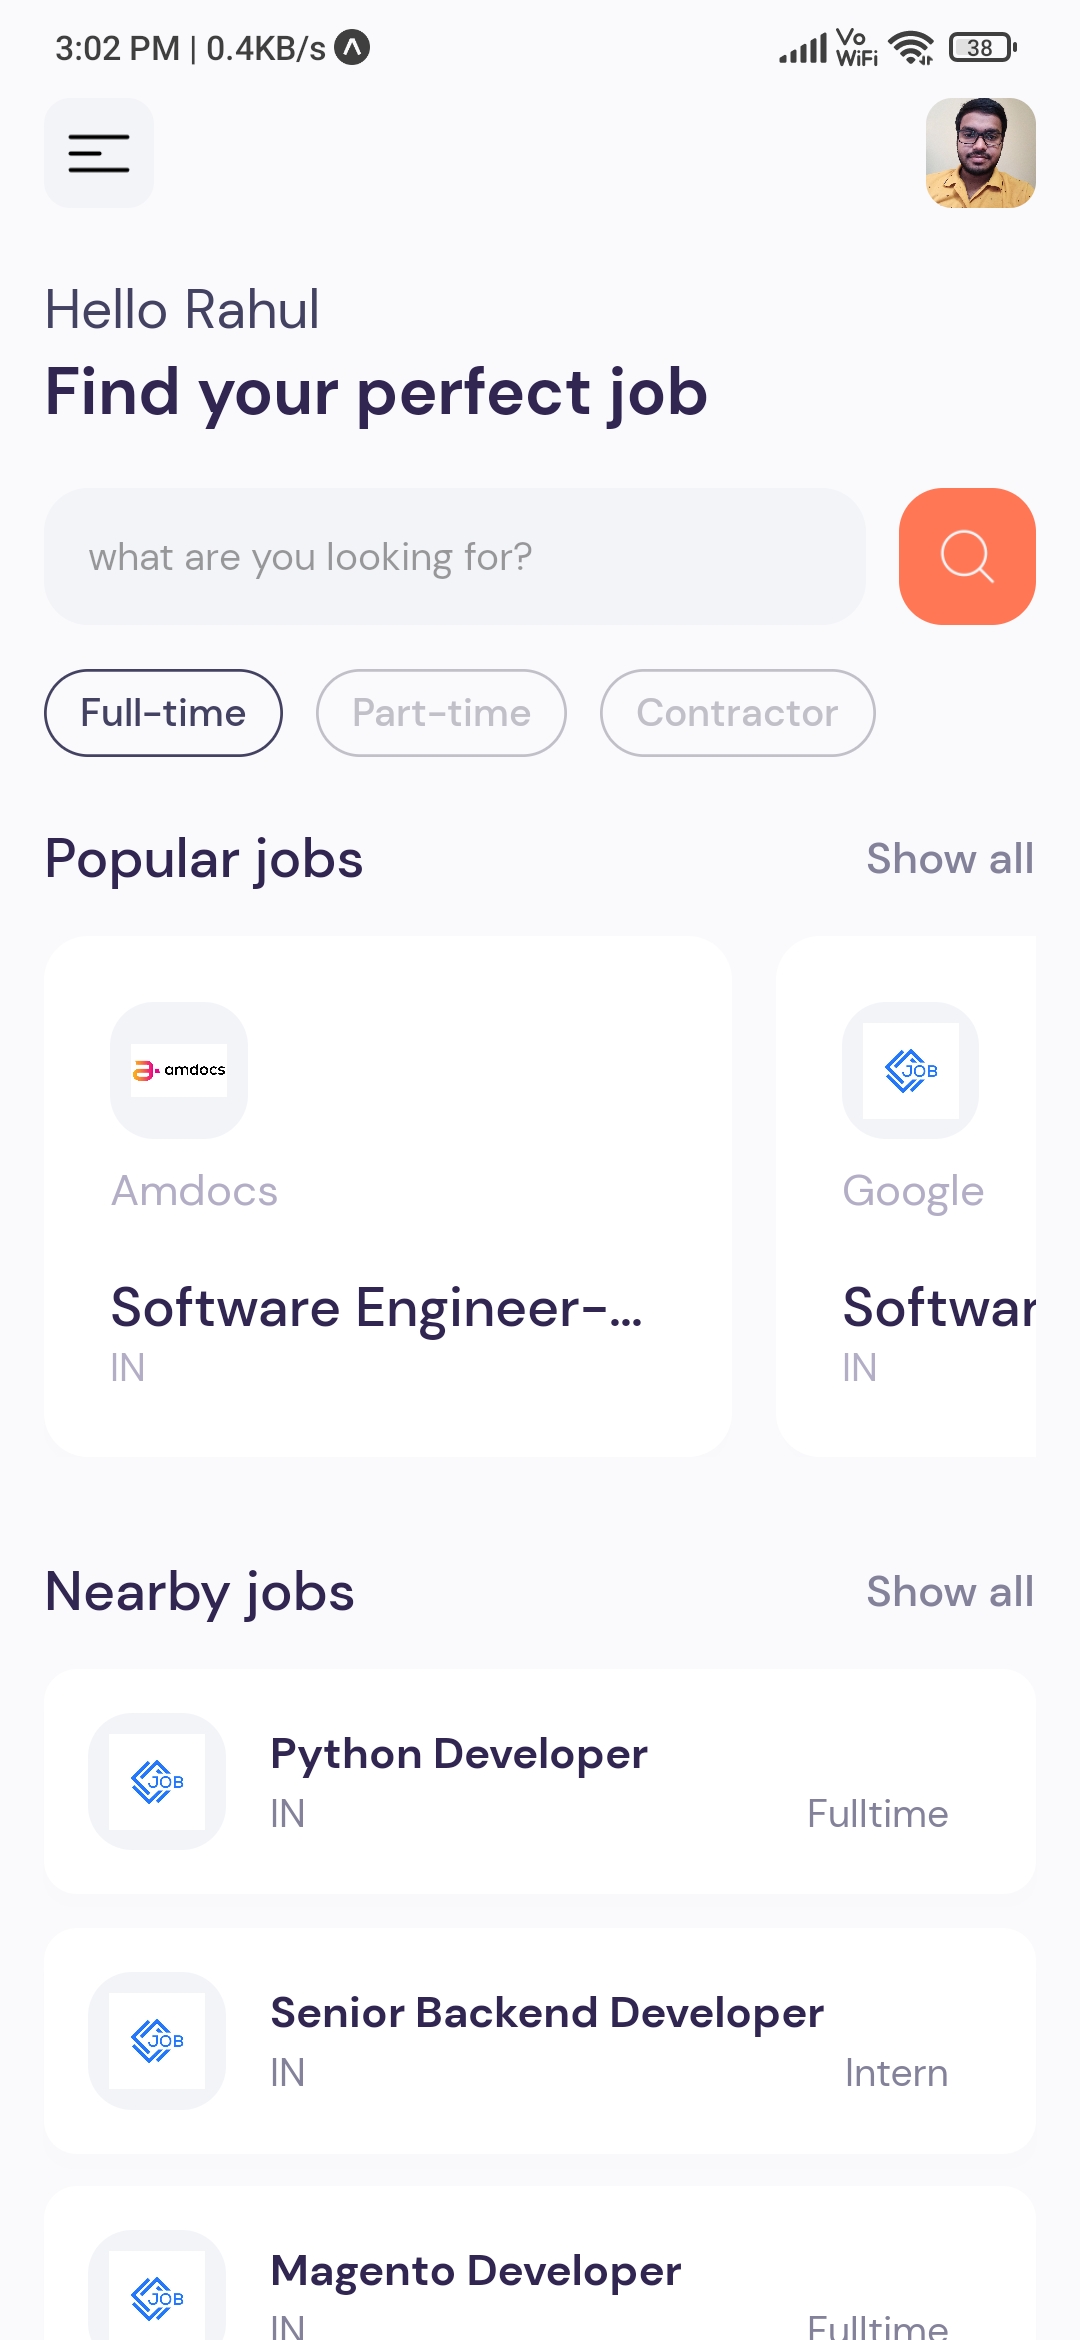 3:02 PM | 0.4KB/s
Vo
WiFi
38
Hello Rahul
Find your perfect job
what are you looking for?
Full-time Part-time Contractor
Popular jobs Show all
amdocs
JOB
Amdocs
Google
Software Engineer-...
Softwar
IN
IN
Nearby jobs Show all
JOB
Python Developer
IN Fulltime
JOB
Senior Backend Developer
IN Intern
JOB
Magento Developer
IN Fulltime